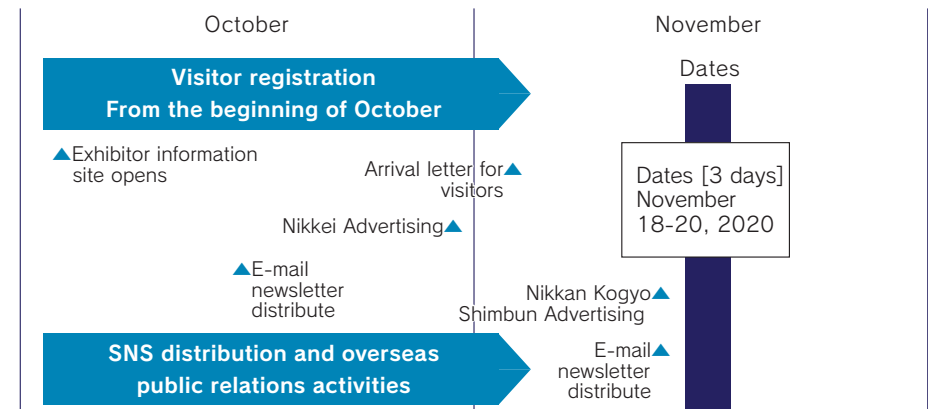 October
November
Visitor registration
From the beginning of October
Dates
Exhibitor information
site opens
Arrival letter for
visitors
Dates [3 days]
November
18-20, 2020
Nikkei Advertising
E-mail
newsletter
distribute
Nikkan Kogyo
Shimbun Advertising
SNS distribution and overseas
public relations activities
E-mail
newsletter
distribute